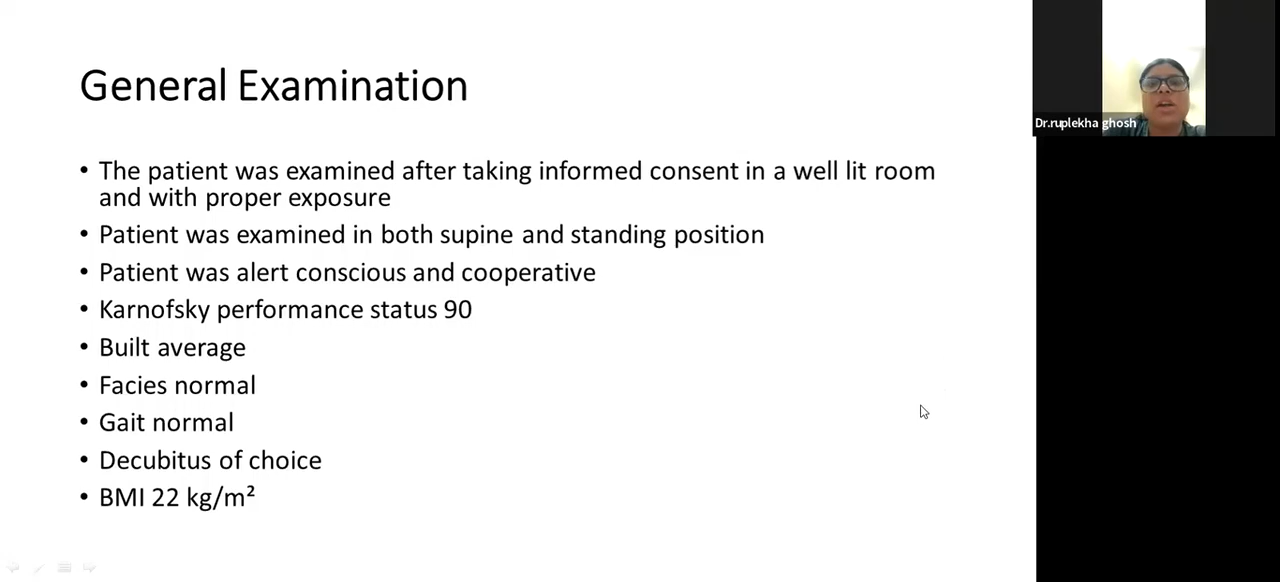 General Examination
• The patient was examined after taking informed consent in a well lit room
and with proper exposure
• Patient was examined in both supine and standing position
• Patient was alert conscious and cooperative
• Karnofsky performance status 90
• Built average
• Facies normal
• Gait normal
• Decubitus of choice
• BMI 22 kg/m²
Dr.ruplekha ghosh